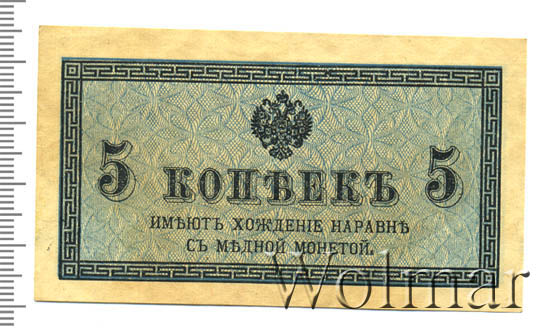 5 КОПѢЕКЪ 5
ИМѢЮТЪ ХОЖДЕНІЕ НАРАВНѢ
СЪ МѢДНОЙ МОНЕТОЙ.
Wolmar